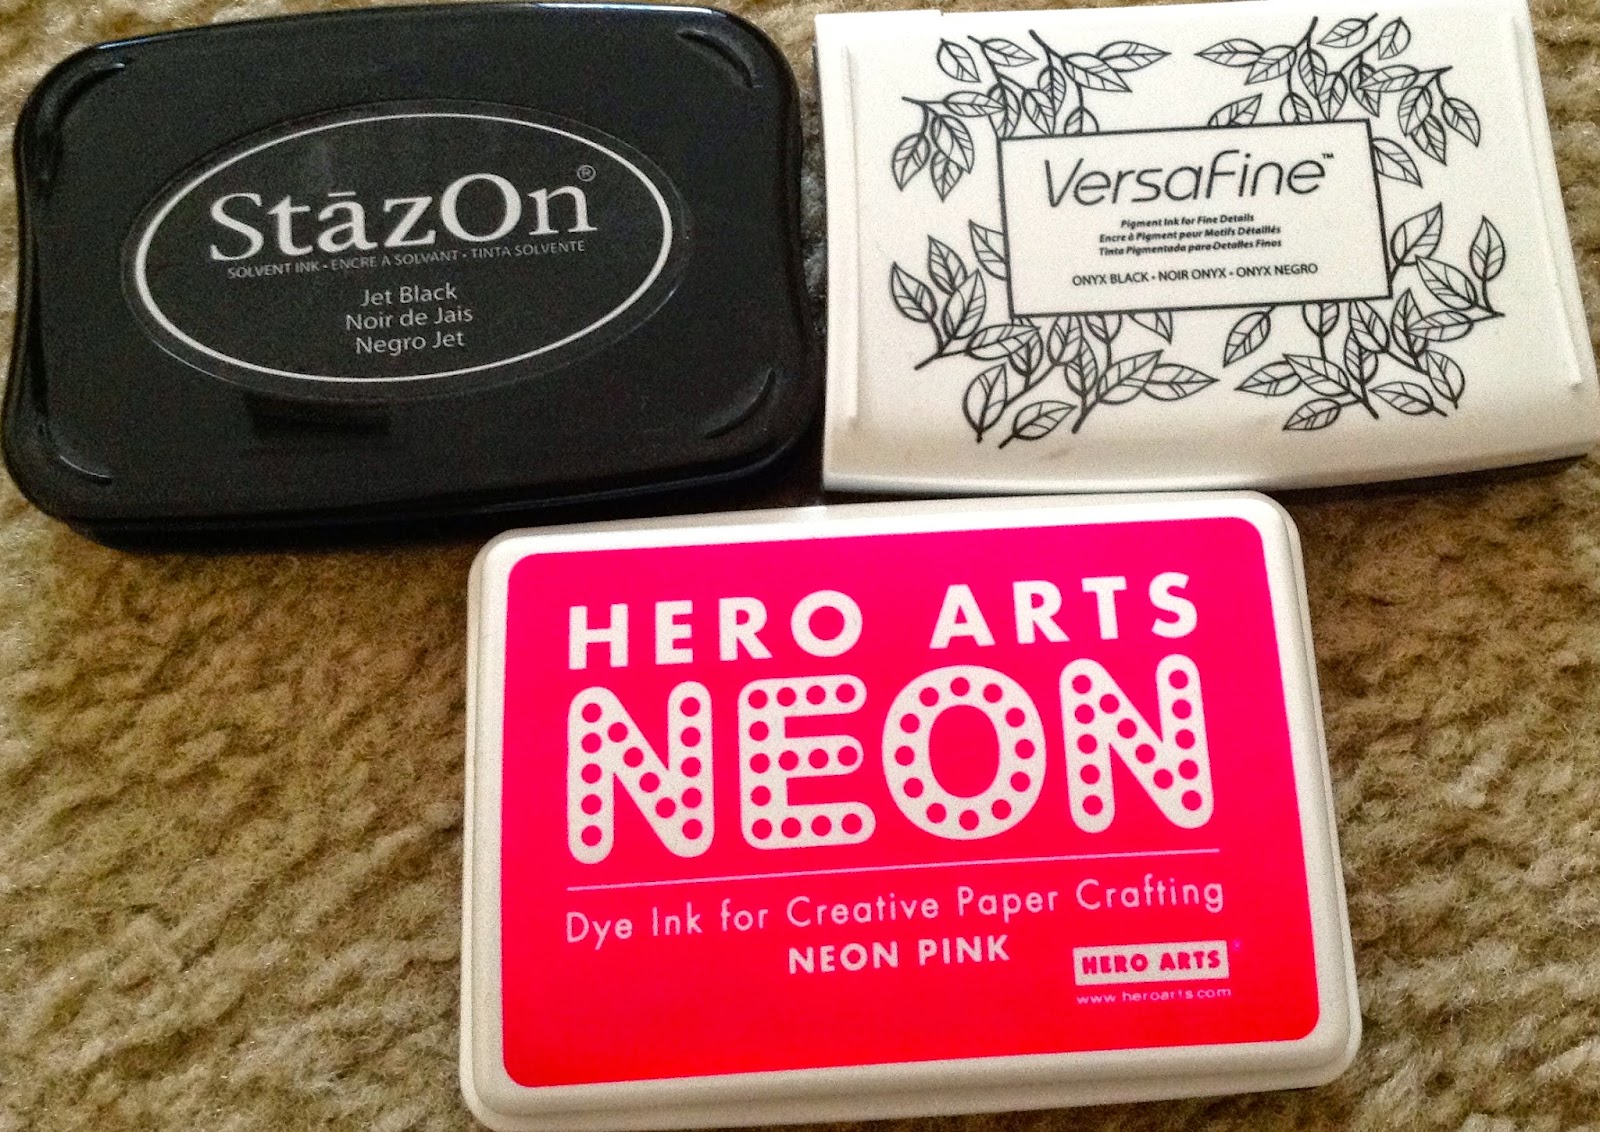 StāzOn®
SOLVENT INK • ENCRE À SOLVANT • TINTA SOLVENTE
Jet Black
Noir de Jais
Negro Jet
VersaFine™
Pigment Ink for Fine Details
Encre à Pigment pour Motifs Détaillés
Tinta Pigmentada para Detalles Finos
ONYX BLACK • NOIR ONYX • ONYX NEGRO
HERO ARTS
NEON
Dye Ink for Creative Paper Crafting
NEON PINK
HERO ARTS®
www.heroarts.com